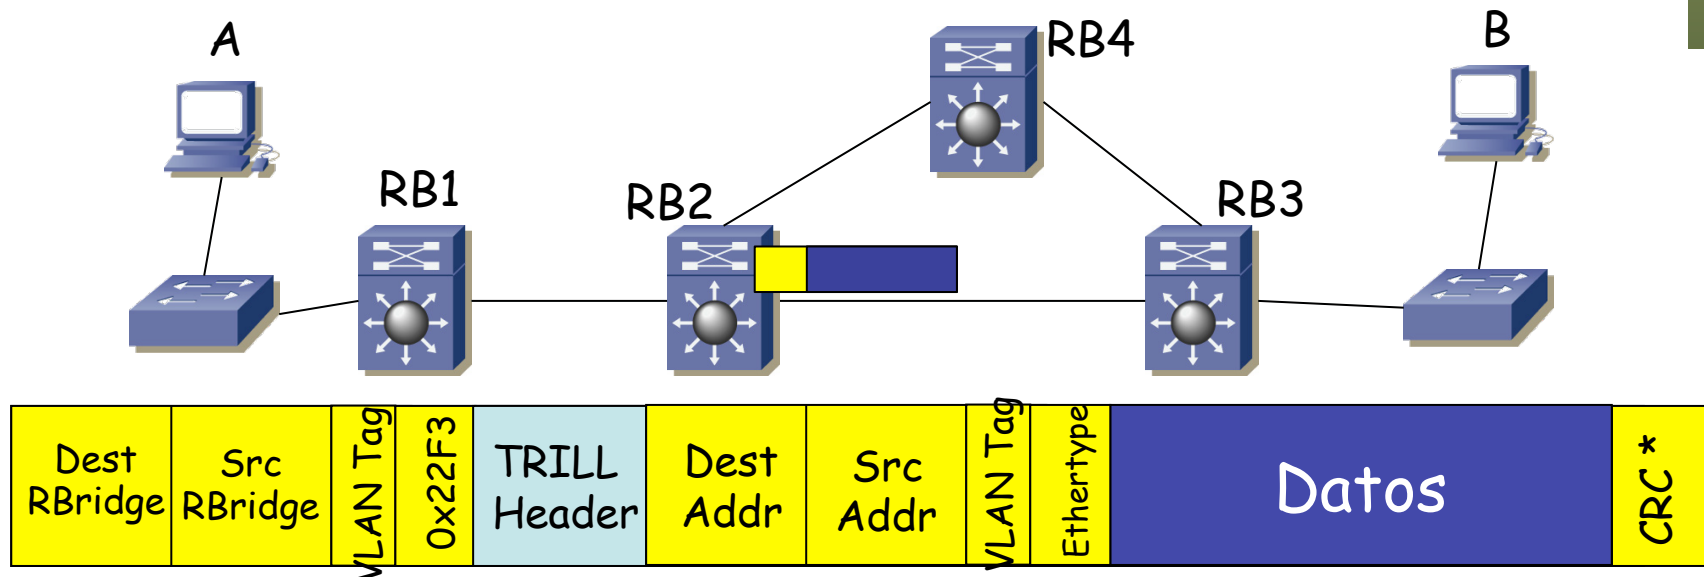 A
RB4
B
RB1
RB2
RB3
Dest
RBridge
Src
RBridge
VLAN Tag
0x22F3
TRILL
Header
Dest
Addr
Src
Addr
VLAN Tag
Ethertype
Datos
CRC *